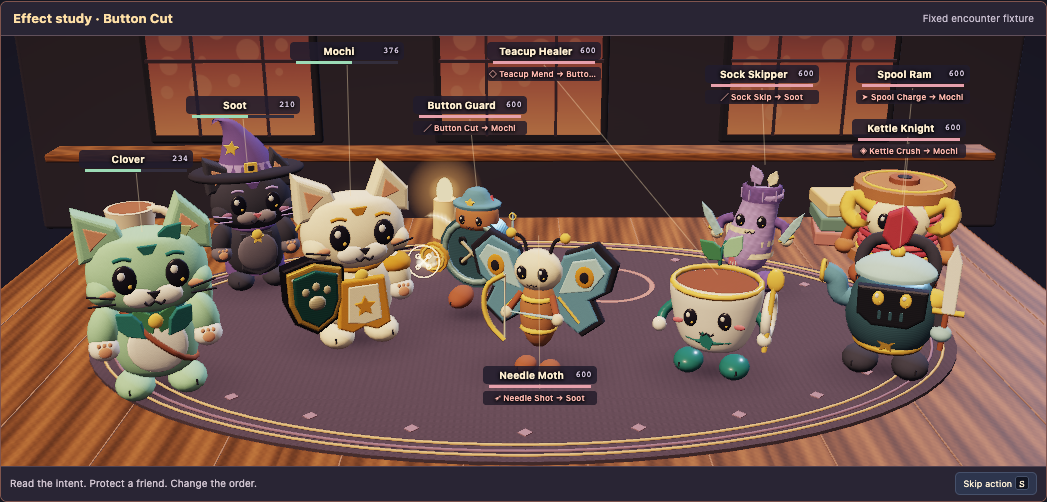 Effect study · Button Cut
Fixed encounter fixture
Mochi 376
Teacup Healer 600
◇ Teacup Mend → Butto...
Sock Skipper 600
⟋ Sock Skip → Soot
Spool Ram 600
➤ Spool Charge → Mochi
Soot 210
Button Guard 600
⟋ Button Cut → Mochi
Kettle Knight 600
◈ Kettle Crush → Mochi
Clover 234
Needle Moth 600
➶ Needle Shot → Soot
Read the intent. Protect a friend. Change the order.
Skip action S